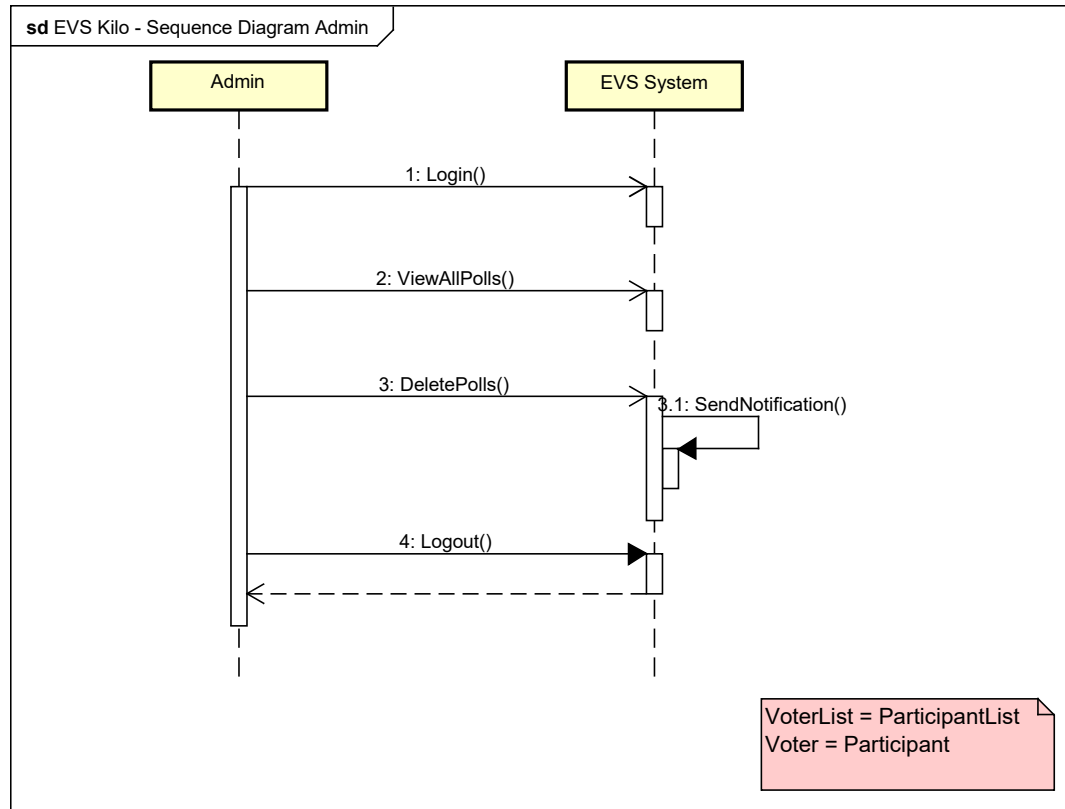 sd EVS Kilo - Sequence Diagram Admin
Admin
EVS System
1: Login()
2: ViewAllPolls()
3: DeletePolls()
3.1: SendNotification()
4: Logout()
VoterList = ParticipantList
Voter = Participant